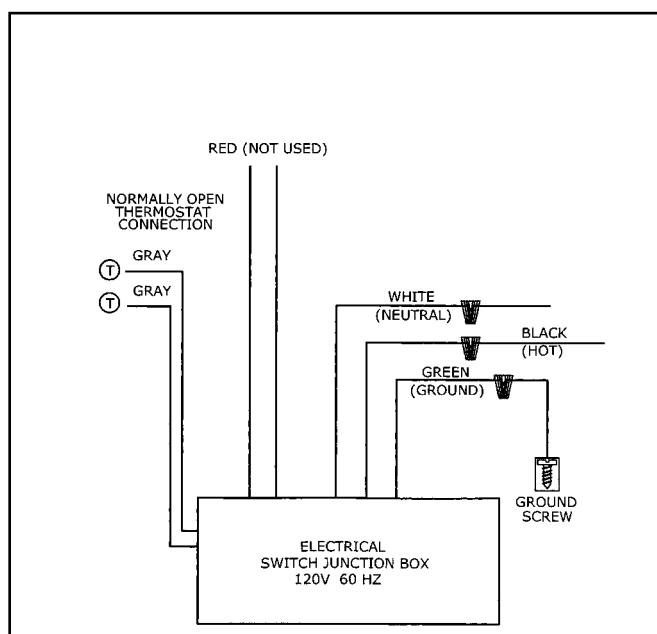 RED (NOT USED)
NORMALLY OPEN
THERMOSTAT
CONNECTION
GRAY
T
GRAY
T
WHITE
(NEUTRAL)
BLACK
(HOT)
GREEN
(GROUND)
GROUND
SCREW
ELECTRICAL
SWITCH JUNCTION BOX
120V 60 HZ